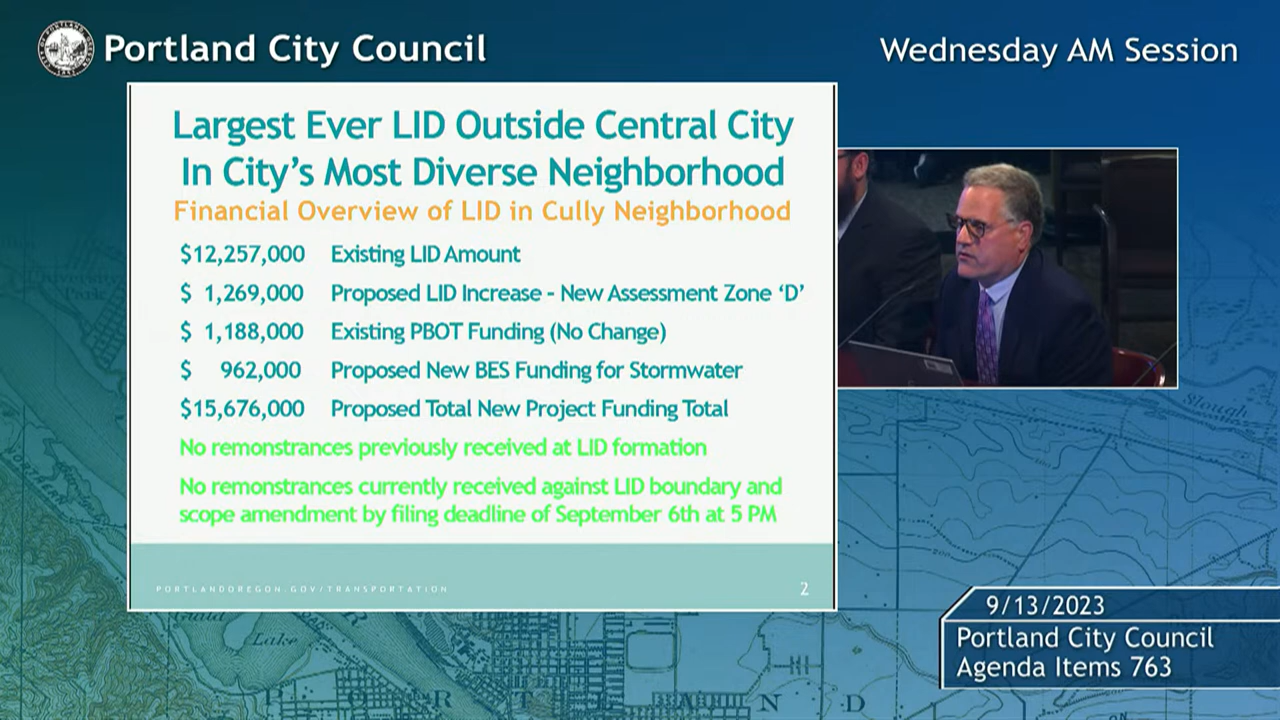 Portland City Council
Wednesday AM Session
Largest Ever LID Outside Central City
In City's Most Diverse Neighborhood
Financial Overview of LID in Cully Neighborhood
$12,257,000 Existing LID Amount
$ 1,269,000 Proposed LID Increase - New Assessment Zone 'D'
$ 1,188,000 Existing PBOT Funding (No Change)
$ 962,000 Proposed New BES Funding for Stormwater
$15,676,000 Proposed Total New Project Funding Total
No remonstrances previously received at LID formation
No remonstrances currently received against LID boundary and
scope amendment by filing deadline of September 6th at 5 PM
PORTLANDOREGON.GOV/TRANSPORTATION
2
Slough
9/13/2023
Portland City Council
Agenda Items 763
Guild
Lake